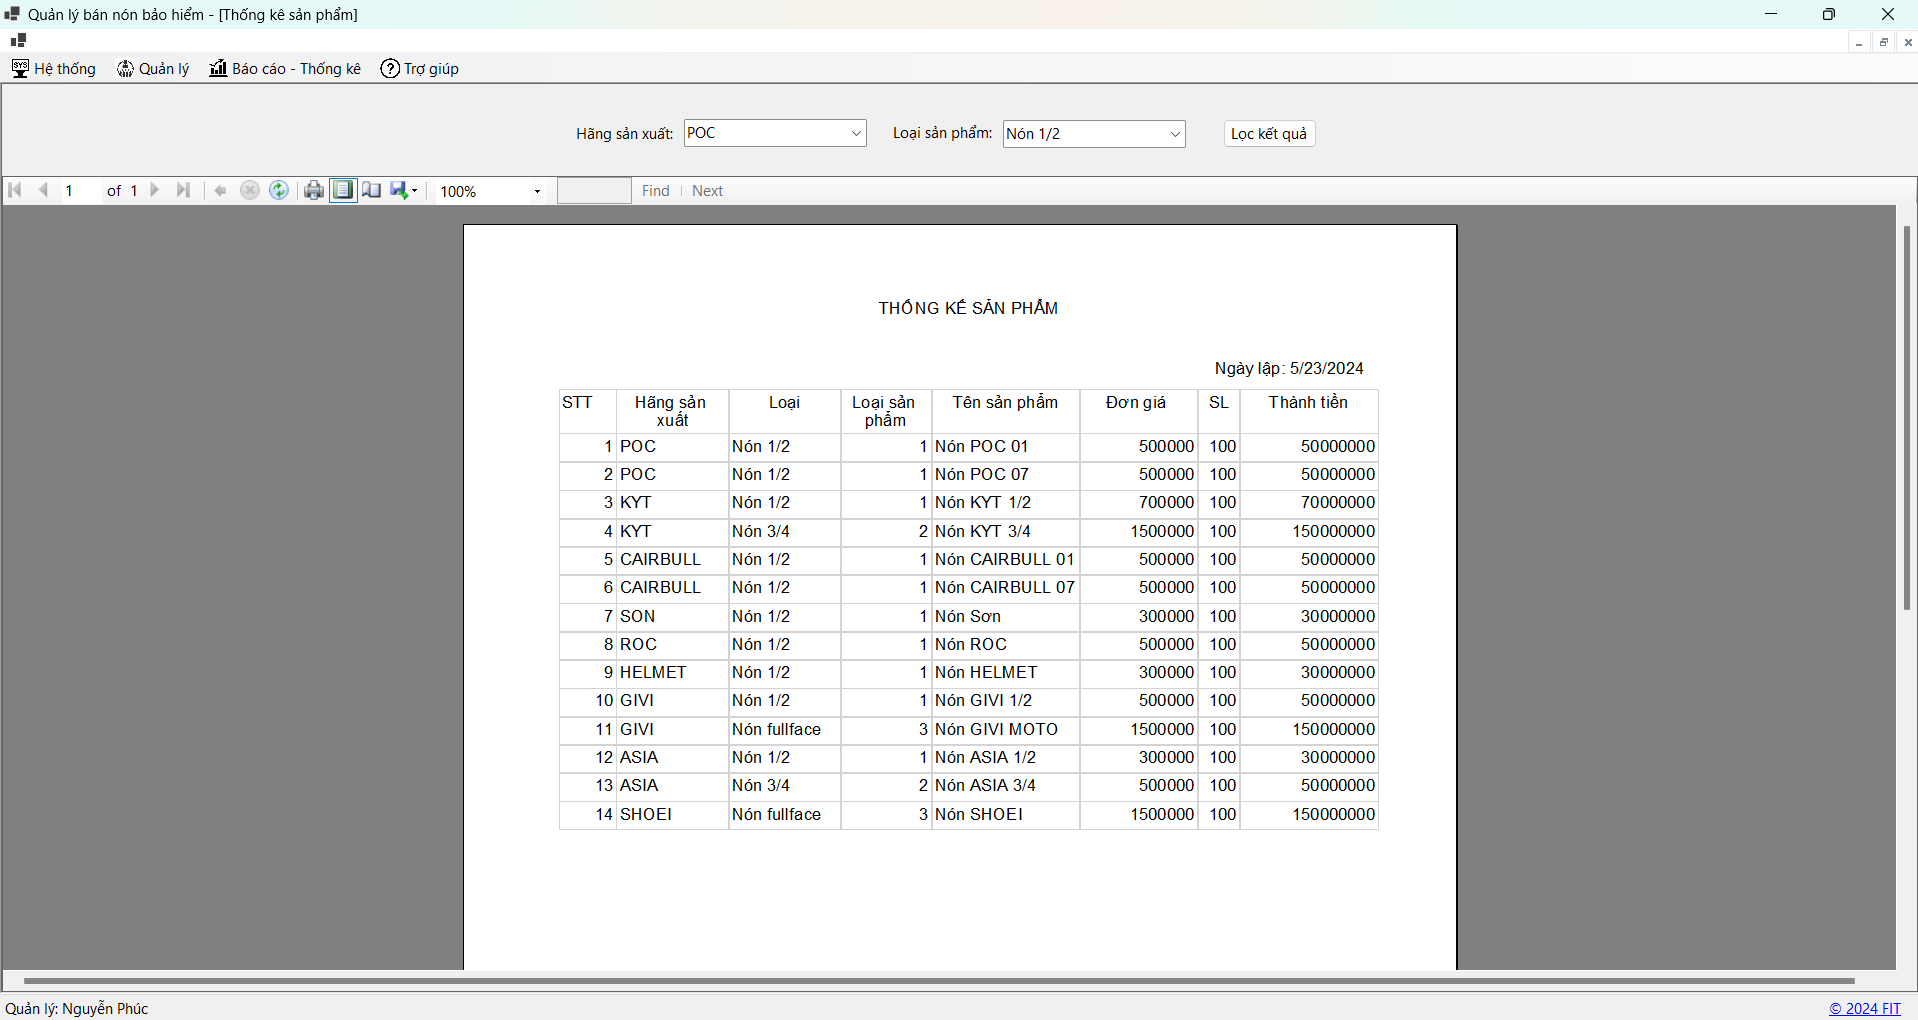 Quản lý bán nón bảo hiểm - [Thống kê sản phẩm]
Hệ thống Quản lý Báo cáo - Thống kê Trợ giúp
Hãng sản xuất: POC Loại sản phẩm: Nón 1/2 Lọc kết quả
1 of 1 100% Find Next
THỐNG KÊ SẢN PHẨM
Ngày lập: 5/23/2024
STT Hãng sản xuất Loại Loại sản phẩm Tên sản phẩm Đơn giá SL Thành tiền
1 POC Nón 1/2 1 Nón POC 01 500000 100 50000000
2 POC Nón 1/2 1 Nón POC 07 500000 100 50000000
3 KYT Nón 1/2 1 Nón KYT 1/2 700000 100 70000000
4 KYT Nón 3/4 2 Nón KYT 3/4 1500000 100 150000000
5 CAIRBULL Nón 1/2 1 Nón CAIRBULL 01 500000 100 50000000
6 CAIRBULL Nón 1/2 1 Nón CAIRBULL 07 500000 100 50000000
7 SON Nón 1/2 1 Nón Sơn 300000 100 30000000
8 ROC Nón 1/2 1 Nón ROC 500000 100 50000000
9 HELMET Nón 1/2 1 Nón HELMET 300000 100 30000000
10 GIVI Nón 1/2 1 Nón GIVI 1/2 500000 100 50000000
11 GIVI Nón fullface 3 Nón GIVI MOTO 1500000 100 150000000
12 ASIA Nón 1/2 1 Nón ASIA 1/2 300000 100 30000000
13 ASIA Nón 3/4 2 Nón ASIA 3/4 500000 100 50000000
14 SHOEI Nón fullface 3 Nón SHOEI 1500000 100 150000000
Quản lý: Nguyễn Phúc © 2024 FIT